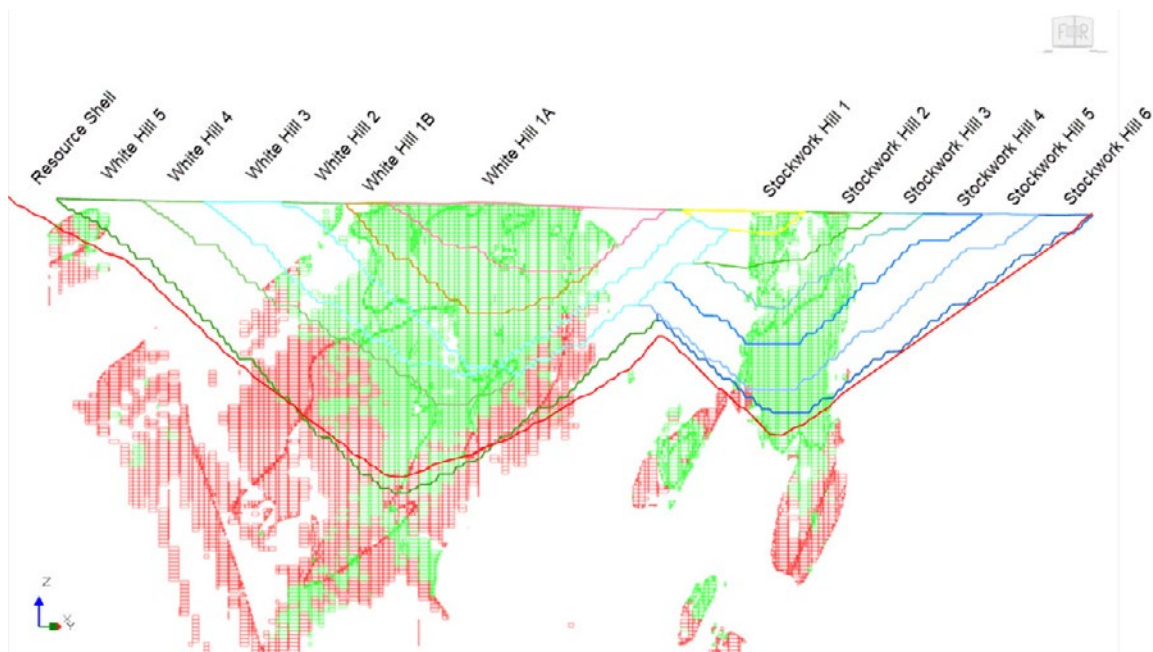 Resource Shell
White Hill 5
White Hill 4
White Hill 3
White Hill 2
White Hill 1B
White Hill 1A
Stockwork Hill 1
Stockwork Hill 2
Stockwork Hill 3
Stockwork Hill 4
Stockwork Hill 5
Stockwork Hill 6
Z